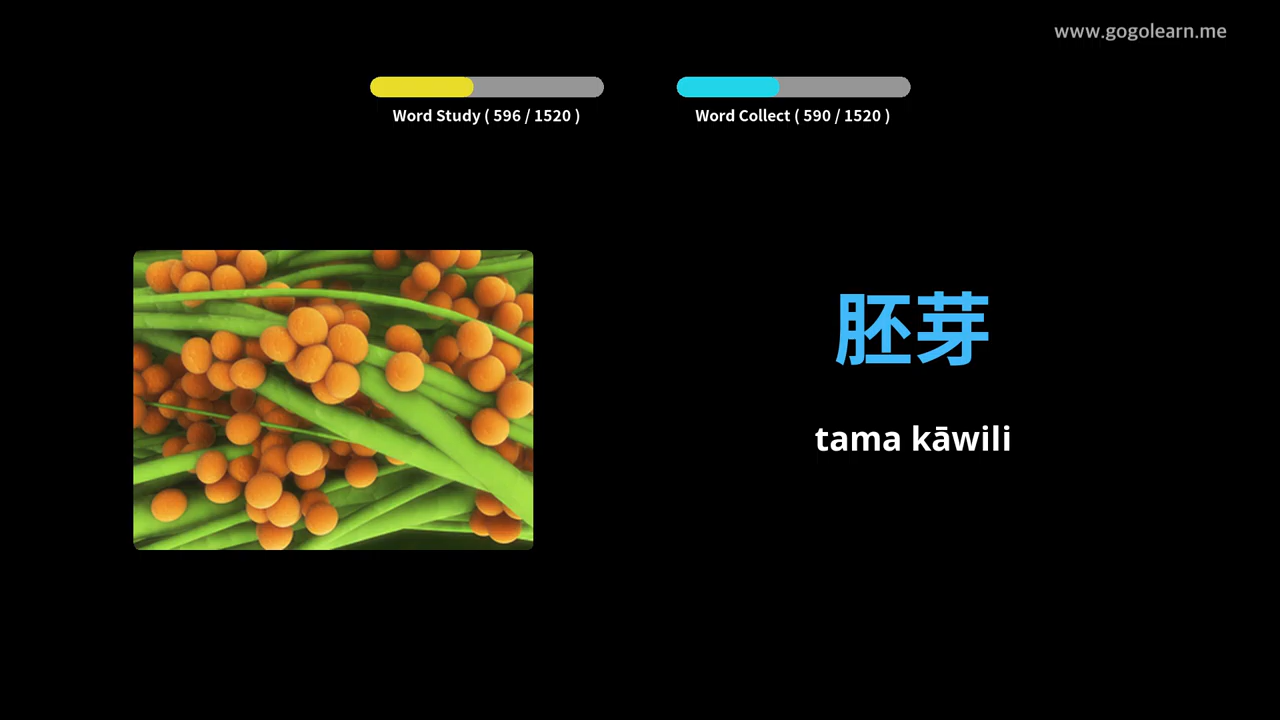 www.gogolearn.me
Word Study ( 596 / 1520 )
Word Collect ( 590 / 1520 )
胚芽
tama kāwili